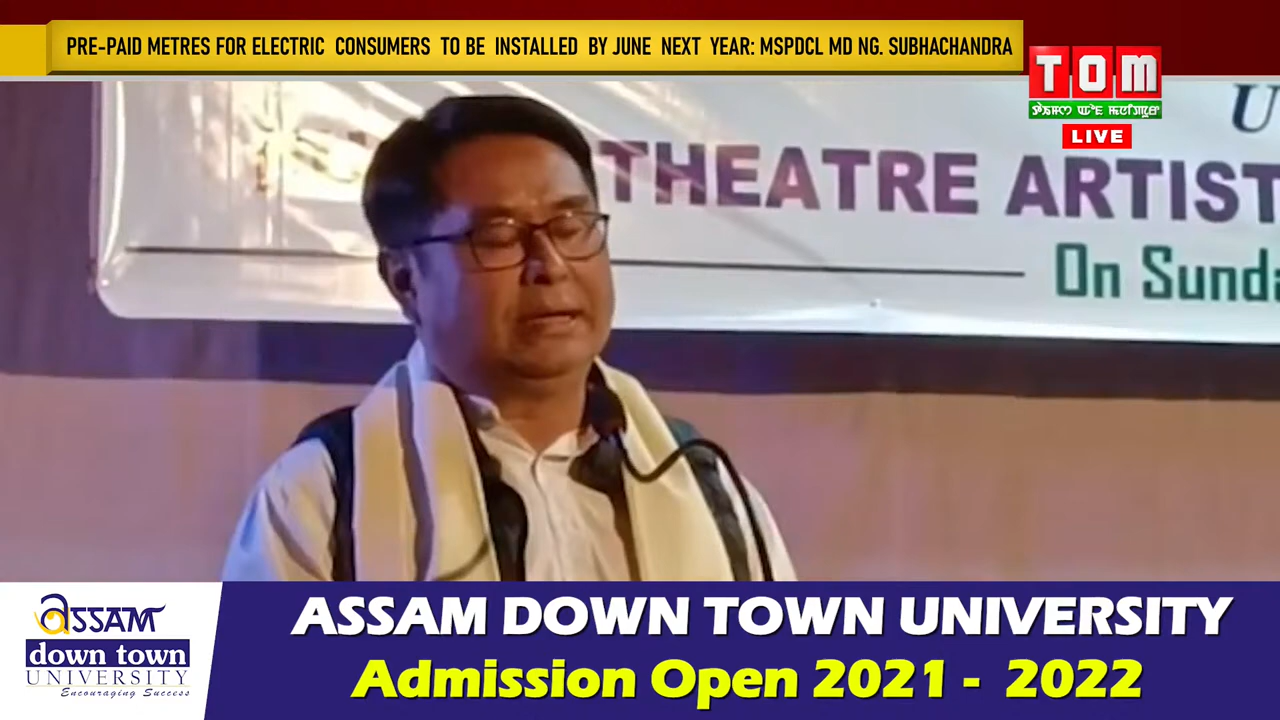 PRE-PAID METRES FOR ELECTRIC CONSUMERS TO BE INSTALLED BY JUNE NEXT YEAR: MSPDCL MD NG. SUBHACHANDRA
TOM
LIVE
THEATRE ARTIST
On Sunda
ASSAM
down town
UNIVERSITY
Encouraging Success
ASSAM DOWN TOWN UNIVERSITY
Admission Open 2021 - 2022